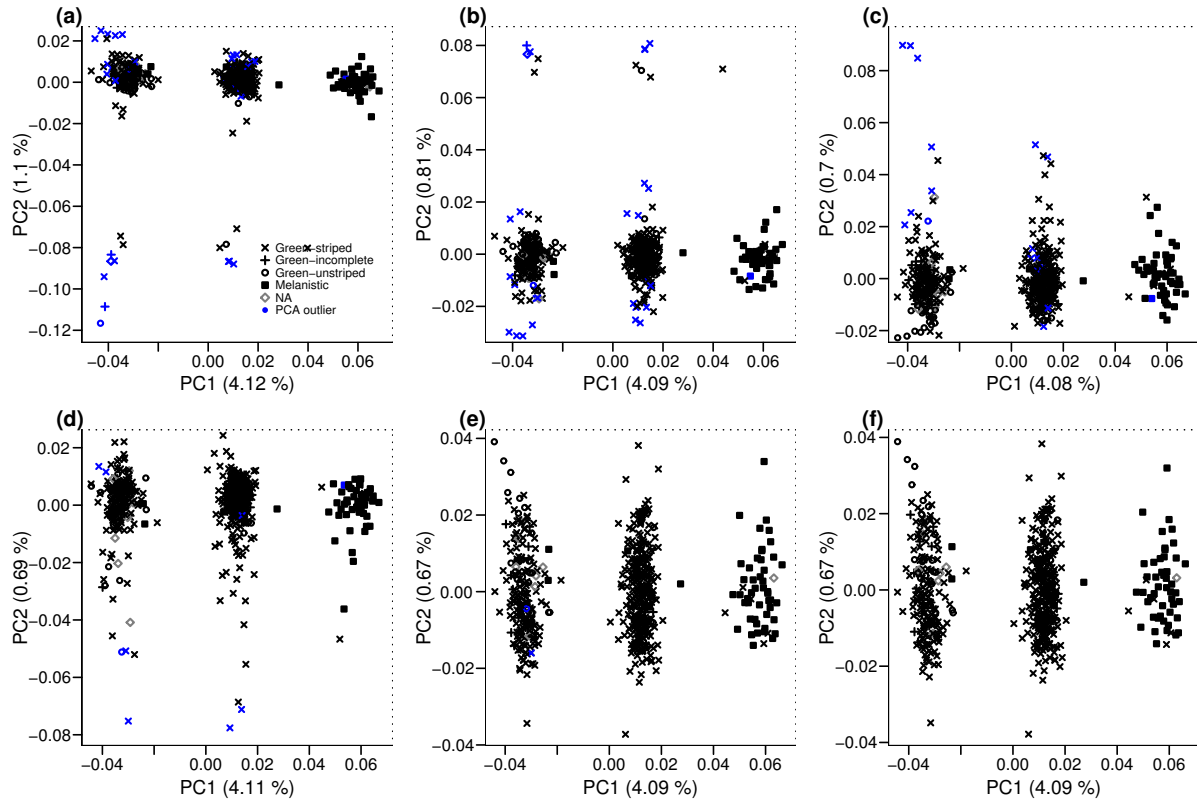 (a)
0.02
0.00
−0.02
−0.04
−0.06
−0.08
−0.10
−0.12
PC2 (1.1 %)
Green−striped
Green−incomplete
Green−unstriped
Melanistic
NA
PCA outlier
−0.04
0.00
0.02
0.04
0.06
PC1 (4.12 %)
(b)
0.08
0.06
0.04
0.02
0.00
−0.02
PC2 (0.81 %)
−0.04
0.00
0.02
0.04
0.06
PC1 (4.09 %)
(c)
0.08
0.06
0.04
0.02
0.00
−0.02
PC2 (0.7 %)
−0.04
0.00
0.02
0.04
0.06
PC1 (4.08 %)
(d)
0.02
0.00
−0.02
−0.04
−0.06
−0.08
PC2 (0.69 %)
−0.04
0.00
0.02
0.04
0.06
PC1 (4.11 %)
(e)
0.04
0.02
0.00
−0.02
−0.04
PC2 (0.67 %)
−0.04
0.00
0.02
0.04
0.06
PC1 (4.09 %)
(f)
0.04
0.02
0.00
−0.02
−0.04
PC2 (0.67 %)
−0.04
0.00
0.02
0.04
0.06
PC1 (4.09 %)